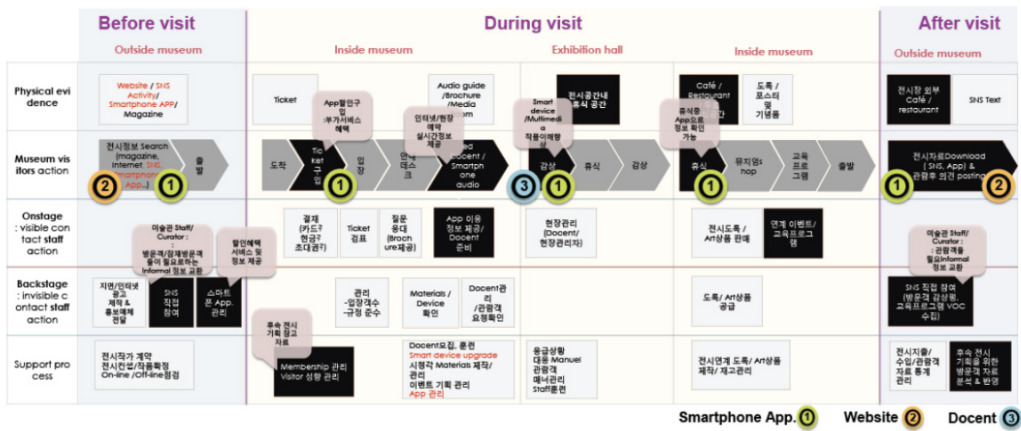 Before visit
During visit
After visit
Outside museum
Inside museum
Exhibition hall
Inside museum
Outside museum
Physical evi
dence
Website / SNS
Activity/
Smartphone APP/
Magazine
Ticket
App할인구
입
:부가서비스
혜택
Audio guide
/Brochure
/Media
인터넷/현장
예약
실시간정보
제공
Smart
device
/Multimedi
a
작품이해향
상
전시공간내
휴식 공간
Café /
Restaurant
휴식중
App으로
정보 확인
가능
도록 /
포스터
및
기념품
전시장 외부
Café /
restaurant
SNS Text
Museum vis
itors action
전시정보 Search
(magazine,
Internet, SNS,
Smartphone
App...)
출
발
도착
Tic
ket
구입
입
장
안내
데스
크
Docent /
Smartph
one
audio
감상
휴식
감상
휴식
뮤지엄s
hop
교육
프로
그램
출발
전시자료Download
( SNS, App) &
관람후 의견 posting
Onstage
: visible con
tact staff
action
미술관 Staff/
Curator :
:
방문객/잠재방문객
들이 필요로하는
Informal 정보 교환
할인혜택
서비스 및
정보 제공
결재
(카드?
현금?
초대권?)
Ticket
검표
질문
응대
(Broch
ure제공)
App 이용
정보 제공/
Docent
준비
현장관리
(Docent/
현장관리자)
전시도록 /
Art상품 판매
연계 이벤트/
교육프로그
램
미술관 Staff/
Curator :
: 관람객들
필요Informal
정보 교환
Backstage
: invisible c
ontact staff
action
지면/인터넷
광고
제작 &
홍보매체
전달
SNS
직접
참여
스마트
폰 App.
관리
관리
-입장객수
-규정 준수
Materials /
Device
확인
Docent관
리
/관람객
요청확인
도록/ Art상품
공급
SNS 직접 참여
(방문객 감상평,
교육프로그램 VOC
수집)
후속 전시
기획 참고
자료
Support pro
cess
전시작가 계약
전시컨셉/작품확정
On-line /Off-line점검
Membership 관리
Visitor 성향 관리
Docent모집, 훈련
Smart device upgrade
시청각 Materials 제작/
관리
이벤트 기획 관리
App 관리
응급상황
대응 Manuel
관람객
매너관리
Staff훈련
전시연계 도록/ Art상품
제작/ 재고관리
전시지출/
수입/관람객
자료 통계
관리
후속 전시
기획을 위한
방문객 자료
분석 & 반영
Smartphone App. 1
Website 2
Docent 3